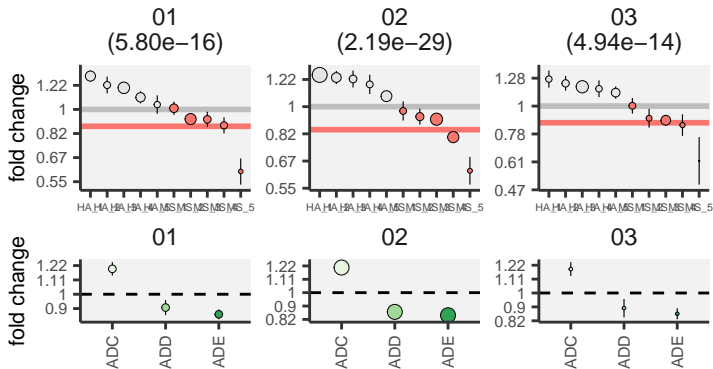 01
(5.80e−16)
02
(2.19e−29)
03
(4.94e−14)
fold change
1.22
1
0.82
0.67
0.55
1.22
1
0.82
0.67
0.55
1.28
1
0.78
0.61
0.47
01
02
03
fold change
1.22
1.11
1
0.9
1.22
1.11
1
0.9
0.82
1.22
1.11
1
0.9
0.82
ADC
ADD
ADE
ADC
ADD
ADE
ADC
ADD
ADE